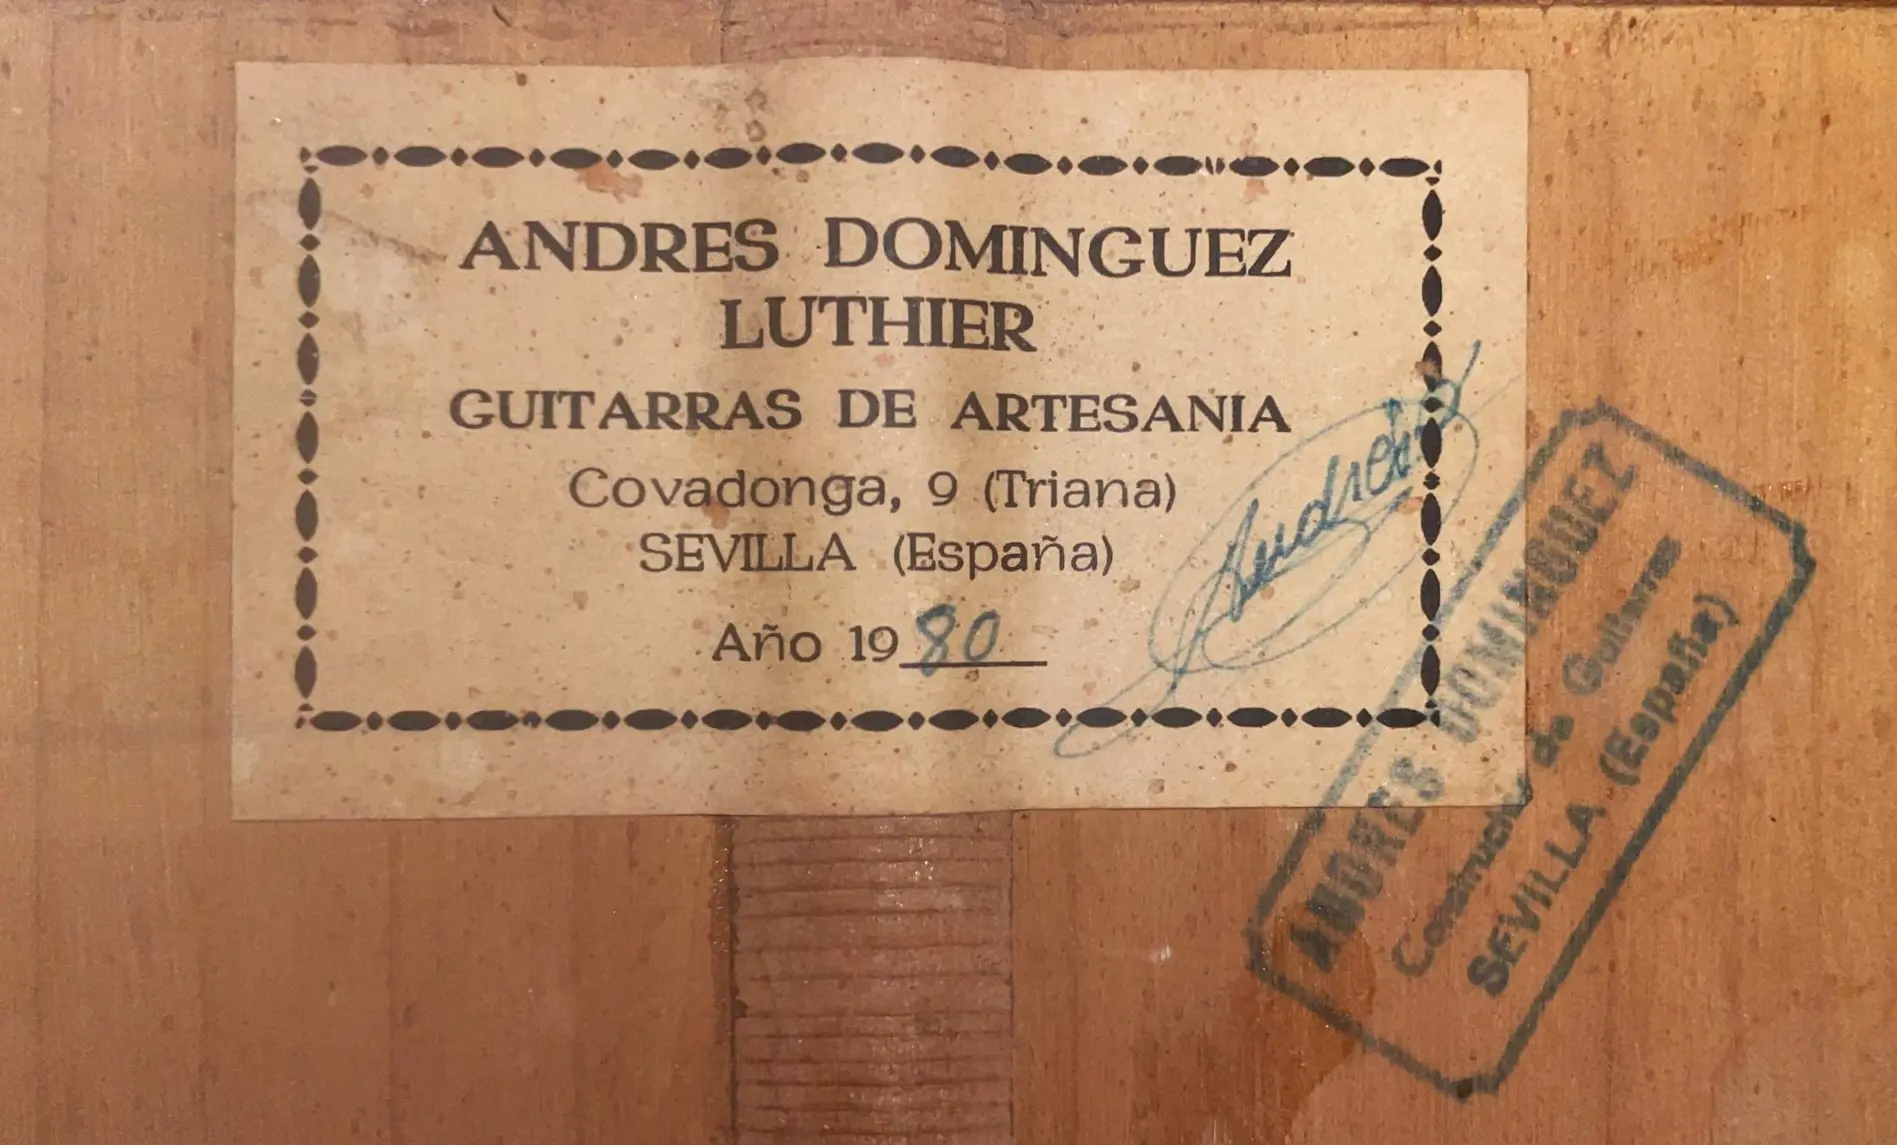 ANDRES DOMINGUEZ
LUTHIER
GUITARRAS DE ARTESANIA
Covadonga, 9 (Triana)
SEVILLA (España)
Año 1980
ANDRES DOMINGUEZ
Constructor de Guitarras
SEVILLA (España)